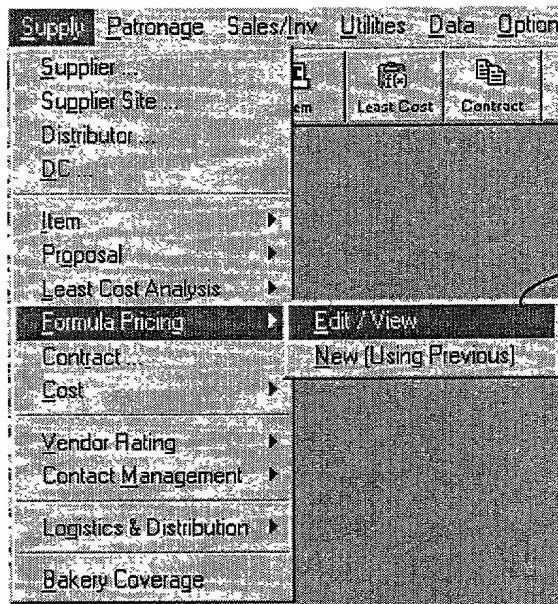 Supply Patronage Sales/Inv Utilities Data Option
Supplier ...
Supplier Site ...
Distributor ...
DC ...
em Least Cost Contract
Item
Proposal
Least Cost Analysis
Formula Pricing Edit / View
New (Using Previous)
Contract ...
Cost
Vendor Rating
Contact Management
Logistics & Distribution
Bakery Coverage